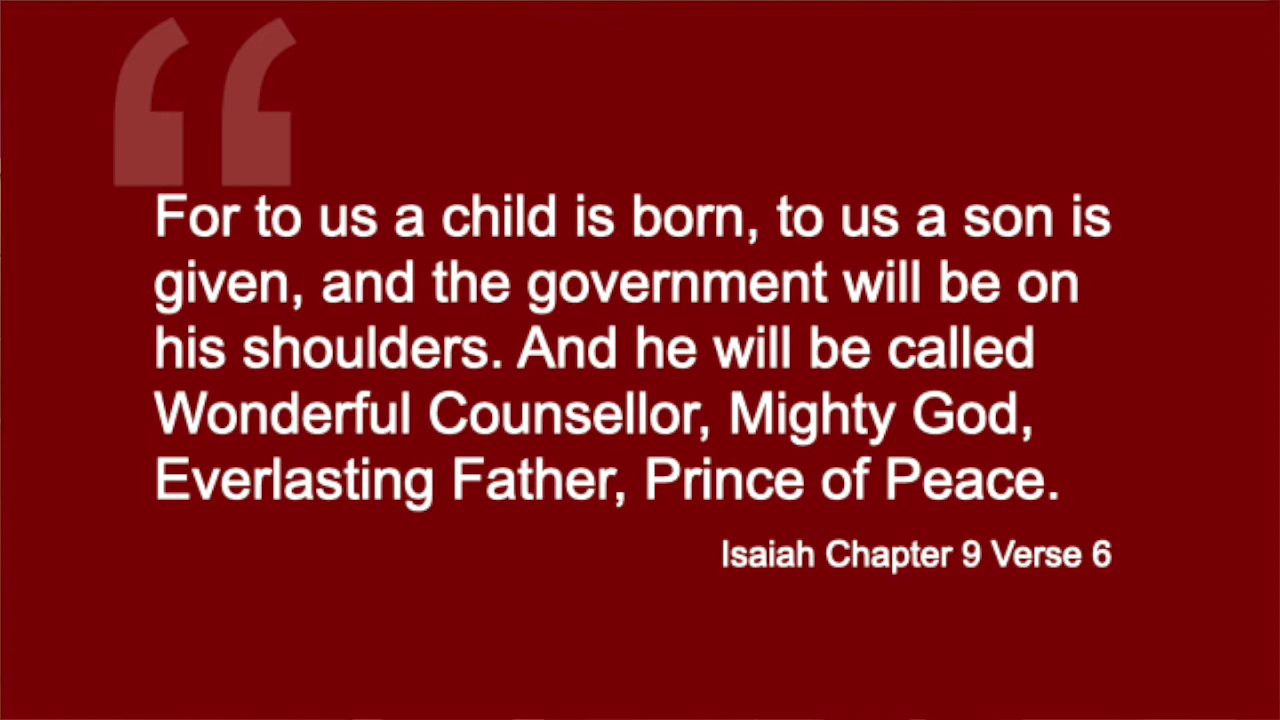 For to us a child is born, to us a son is
given, and the government will be on
his shoulders. And he will be called
Wonderful Counsellor, Mighty God,
Everlasting Father, Prince of Peace.
Isaiah Chapter 9 Verse 6